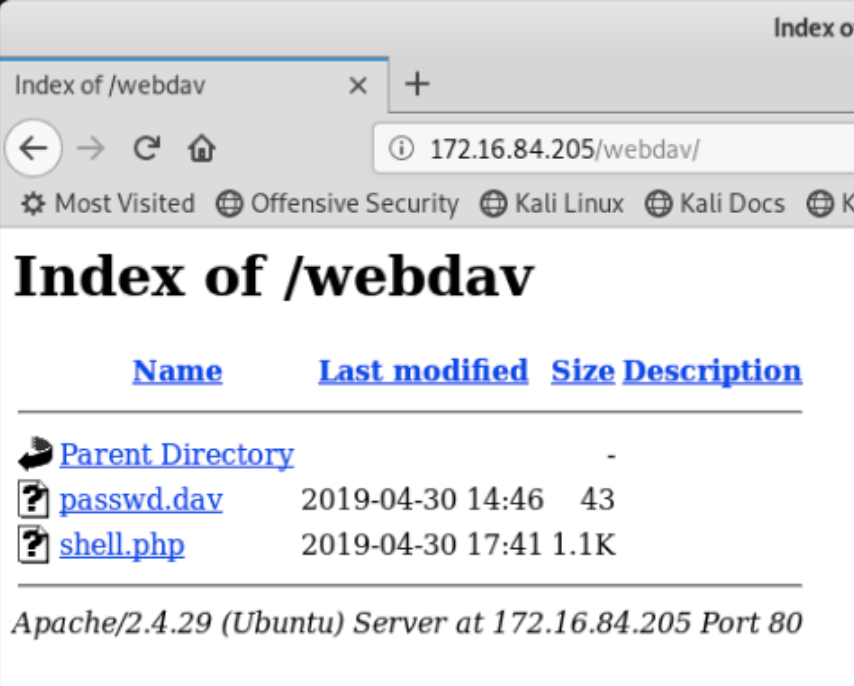 Index o
Index of /webdav
172.16.84.205/webdav/
Most Visited Offensive Security Kali Linux Kali Docs K
Index of /webdav
Name Last modified Size Description
Parent Directory -
passwd.dav 2019-04-30 14:46 43
shell.php 2019-04-30 17:41 1.1K
Apache/2.4.29 (Ubuntu) Server at 172.16.84.205 Port 80